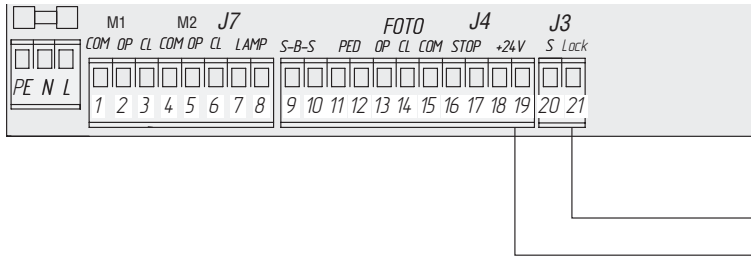 M1 M2 J7 FOTO J4 J3
COM OP CL COM OP CL LAMP S-B-S PED OP CL COM STOP +24V S Lock
PE N L
1 2 3 4 5 6 7 8 9 10 11 12 13 14 15 16 17 18 19 20 21